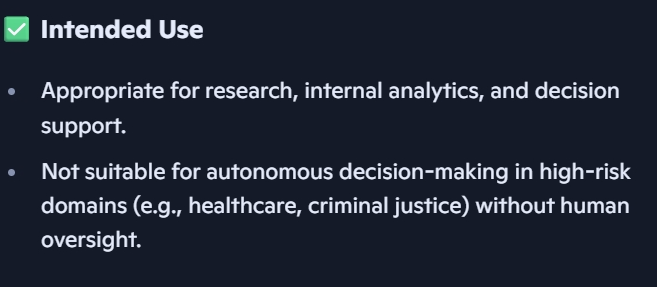 ✅ Intended Use
• Appropriate for research, internal analytics, and decision
support.
• Not suitable for autonomous decision-making in high-risk
domains (e.g., healthcare, criminal justice) without human
oversight.